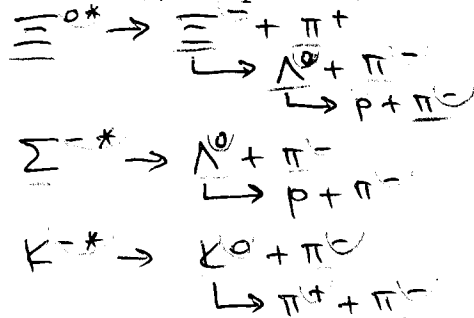 Ξ⁰* → Ξ⁻ + π⁺
↳ Λ⁰ + π⁻
↳ p + π⁻
Σ⁻* → Λ⁰ + π⁻
↳ p + π⁻
K⁻* → K⁰ + π⁻
↳ π⁺ + π⁻